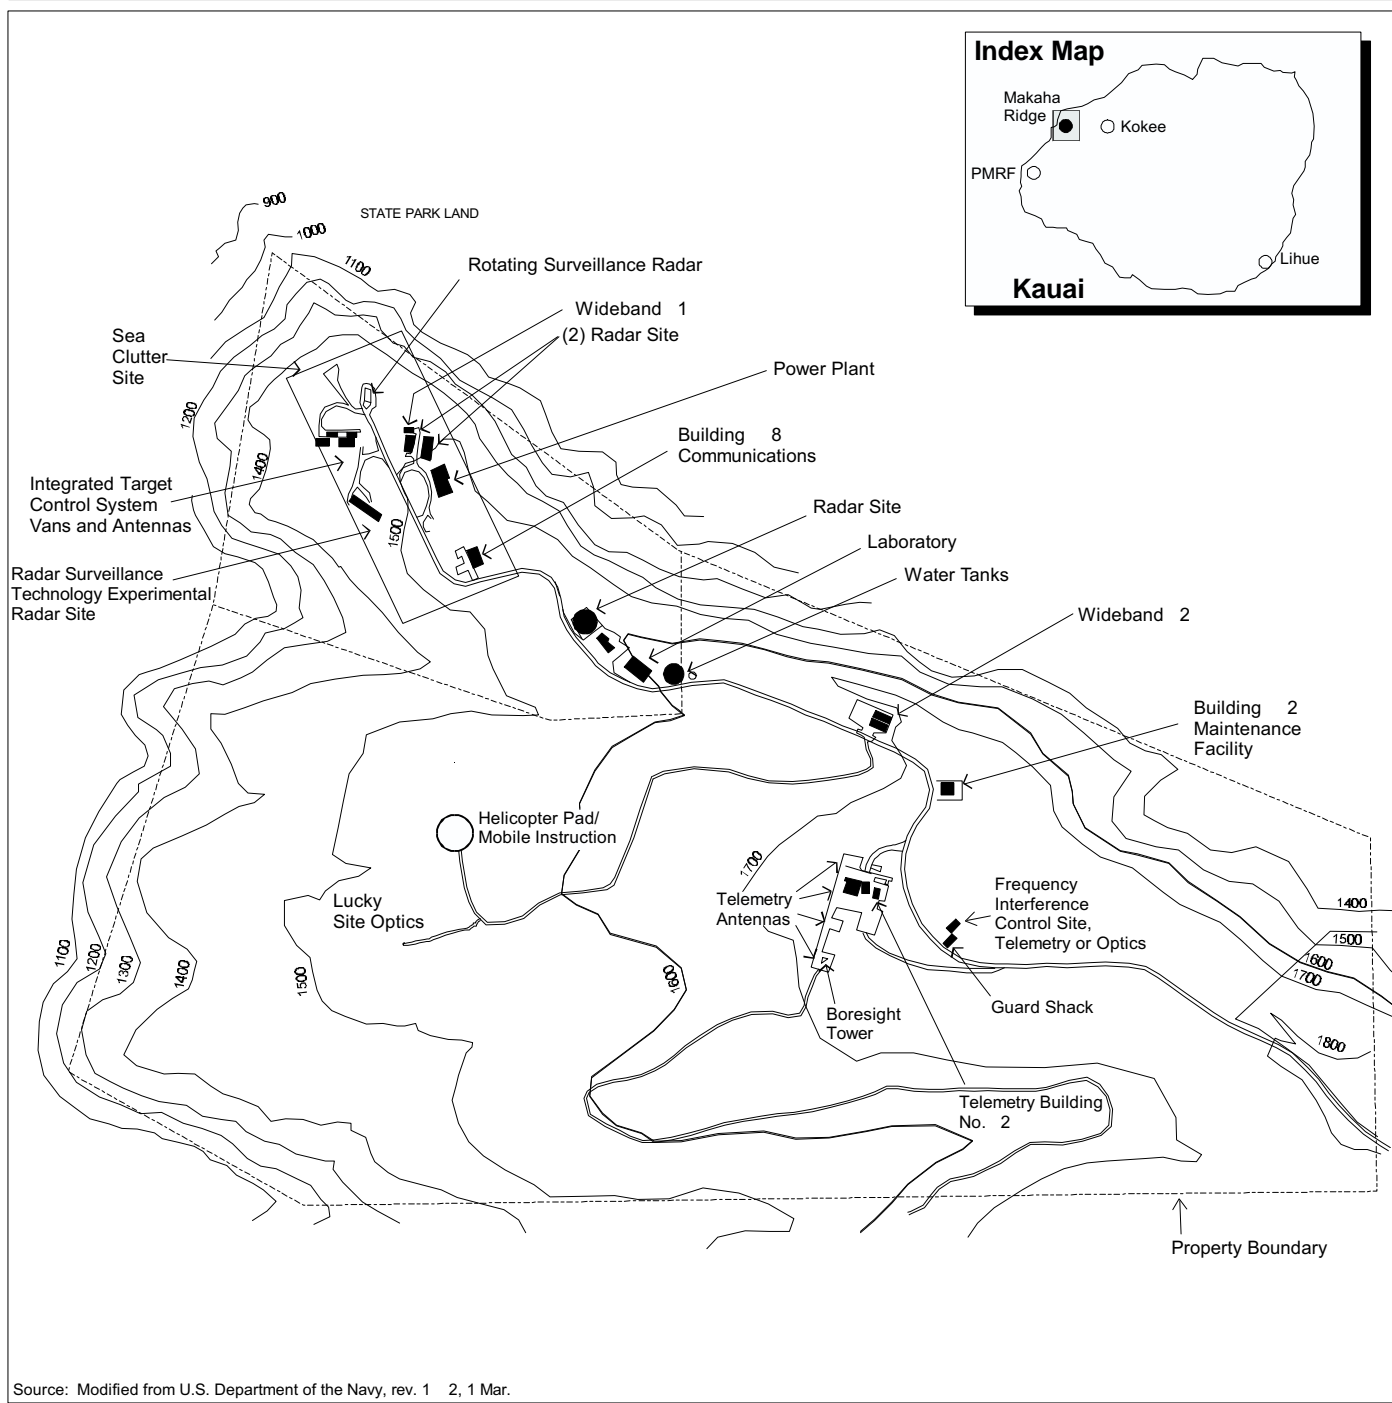 Index Map
Makaha
Ridge
Kokee
PMRF
Lihue
Kauai
900
STATE PARK LAND
1000
1100
Rotating Surveillance Radar
Wideband 1
(2) Radar Site
Sea
Clutter
Site
Power Plant
1200
Building 8
Communications
1400
Integrated Target
Control System
Vans and Antennas
1500
Radar Site
Laboratory
Water Tanks
Radar Surveillance
Technology Experimental
Radar Site
Wideband 2
Building 2
Maintenance
Facility
Helicopter Pad/
Mobile Instruction
1700
Lucky
Site Optics
Telemetry
Antennas
Frequency
Interference
Control Site,
Telemetry or Optics
1400
1500
1600
1700
1100
1200
1300
1400
1500
1600
Boresight
Tower
Guard Shack
1800
Telemetry Building
No. 2
Property Boundary
Source: Modified from U.S. Department of the Navy, rev. 1 2, 1 Mar.